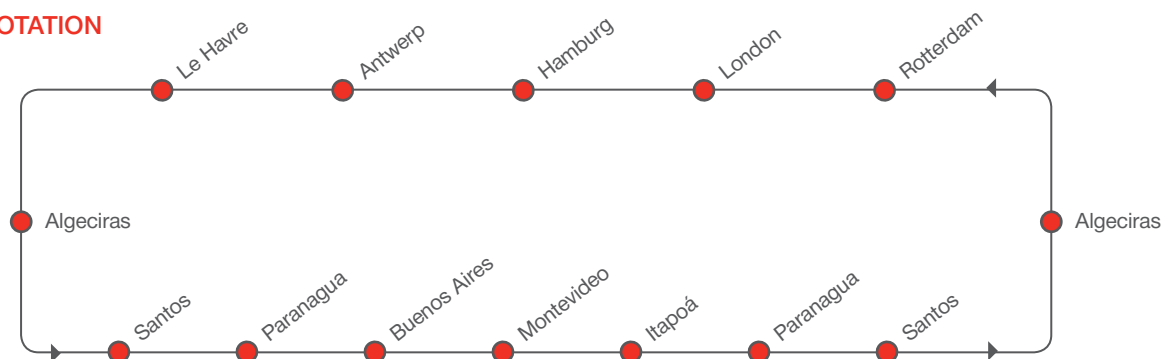 OTATION
Le Havre
Antwerp
Hamburg
London
Rotterdam
Algeciras
Algeciras
Santos
Paranagua
Buenos Aires
Montevideo
Itapoá
Paranagua
Santos